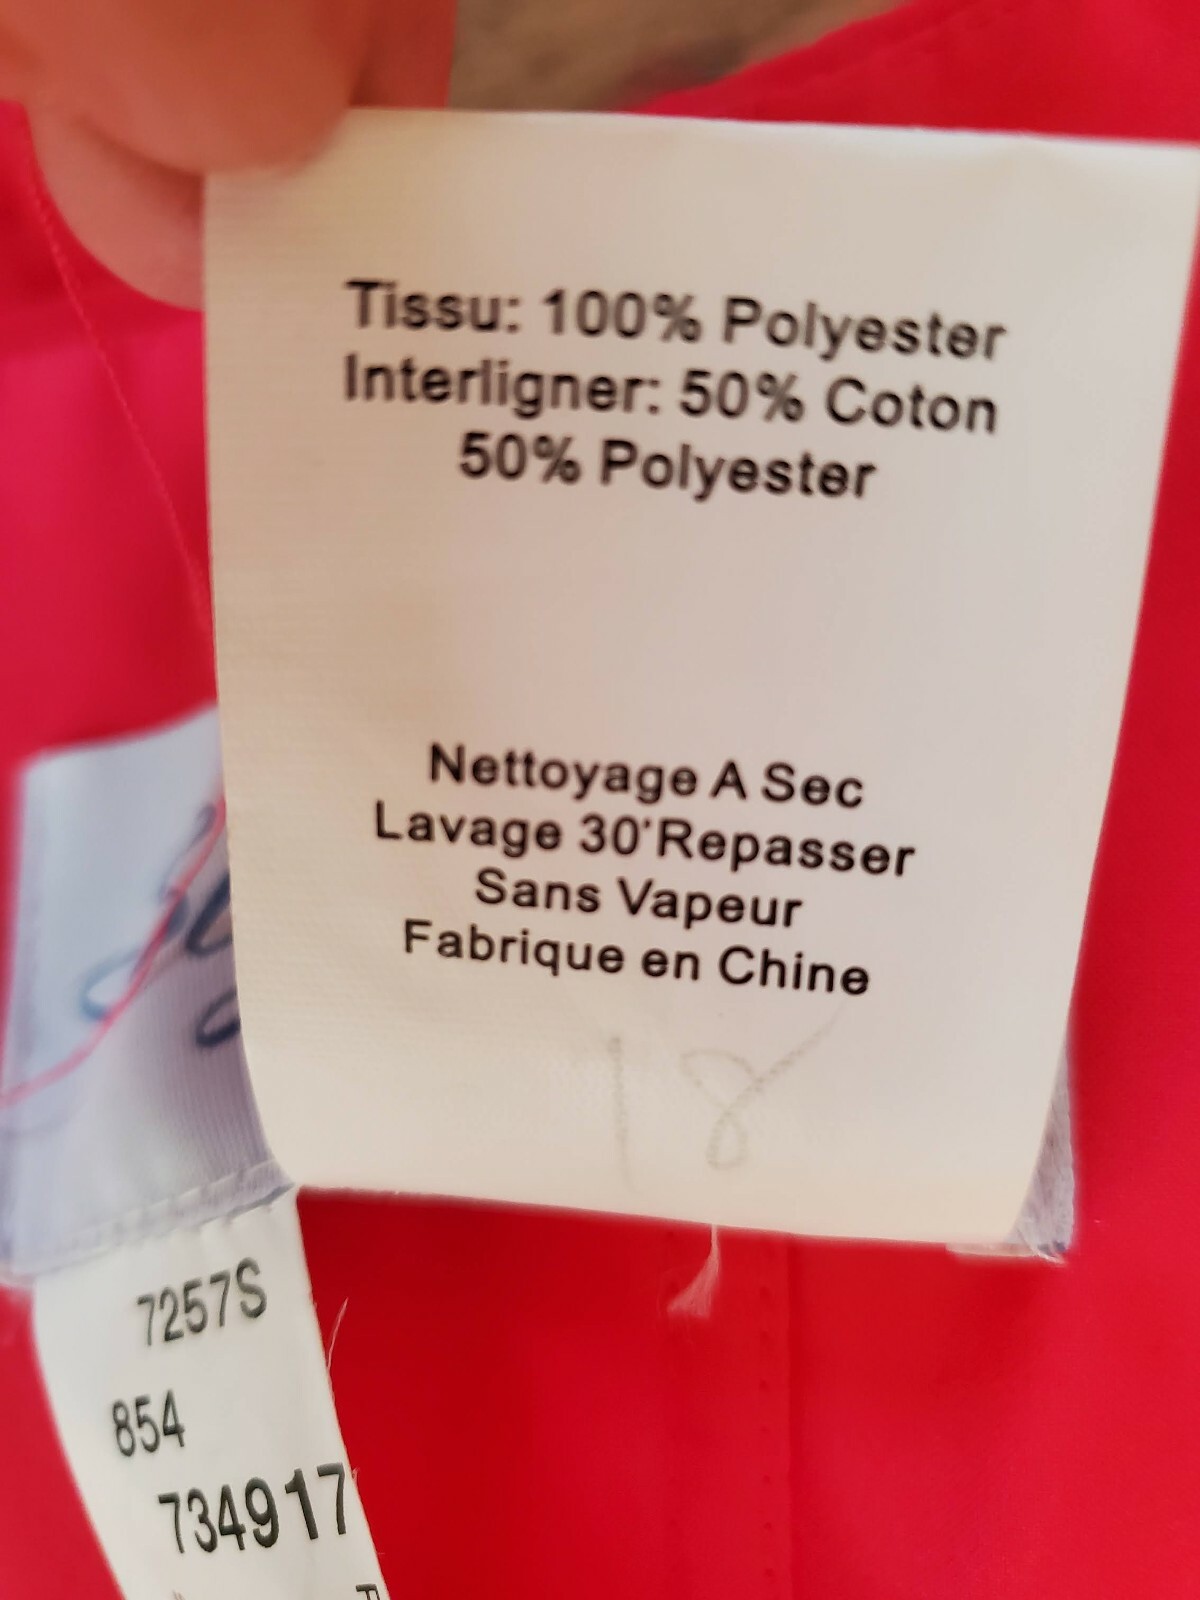 Tissu: 100% Polyester
Interligner: 50% Coton
50% Polyester
Nettoyage A Sec
Lavage 30°Repasser
Sans Vapeur
Fabrique en Chine
18
7257S
854
734917